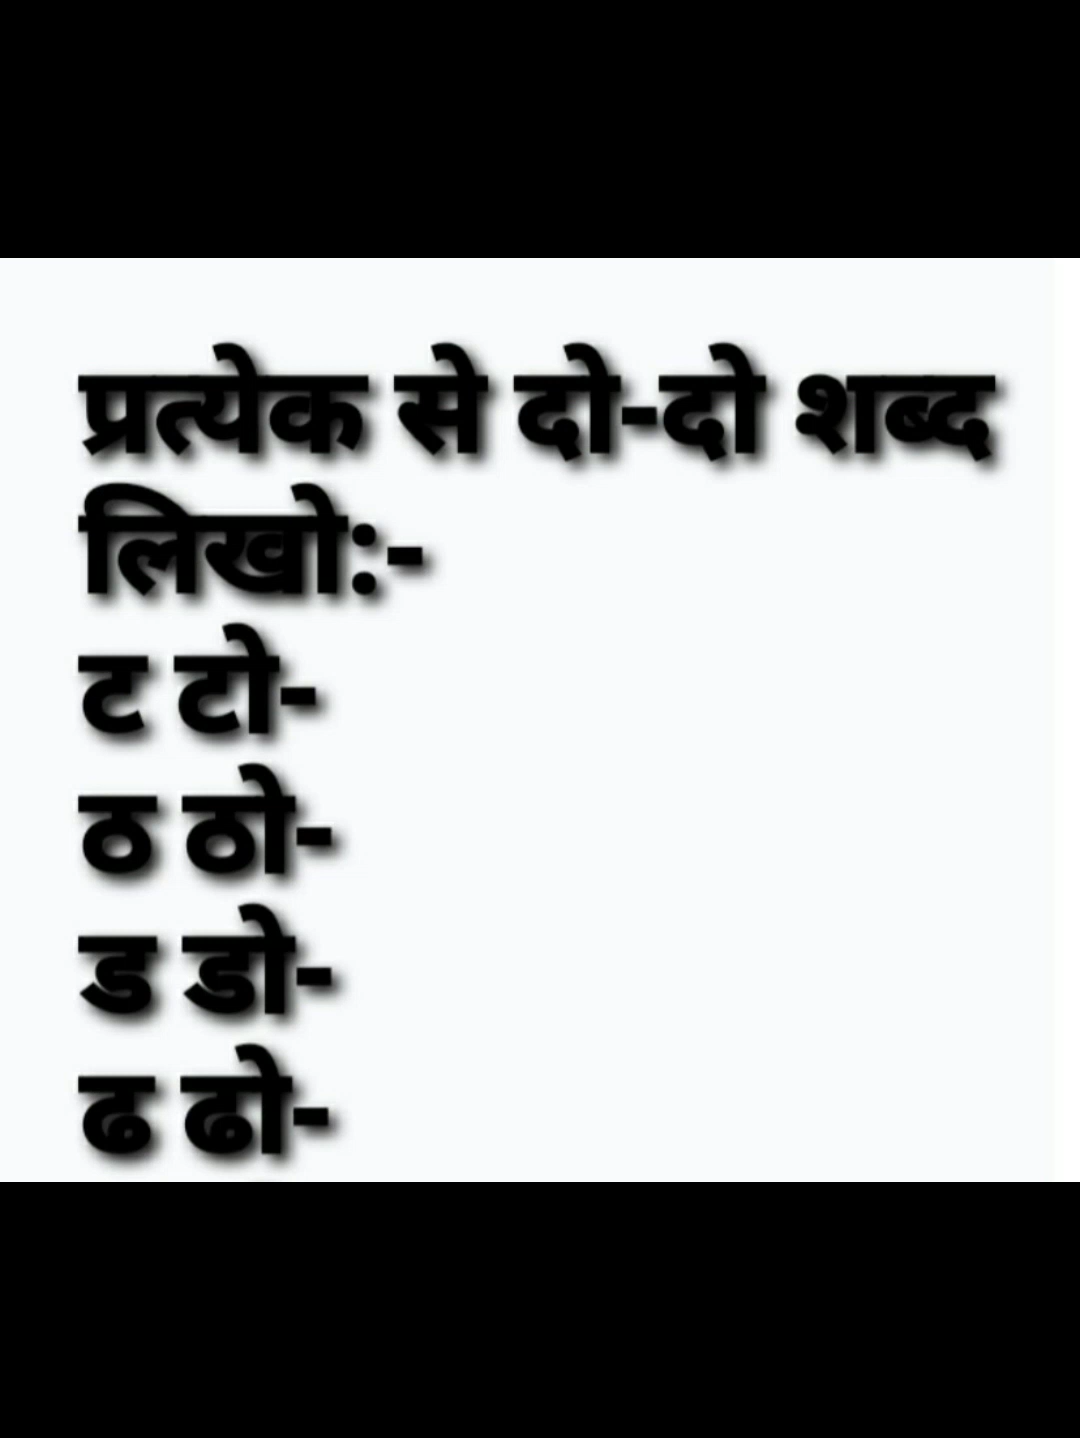 प्रत्येक से दो-दो शब्द
लिखो:-
ट टो-
ठ ठो-
ड डो-
ढ ढो-